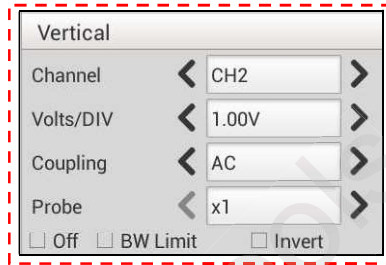 Vertical
Channel CH2
Volts/DIV 1.00V
Coupling AC
Probe x1
Off BW Limit Invert